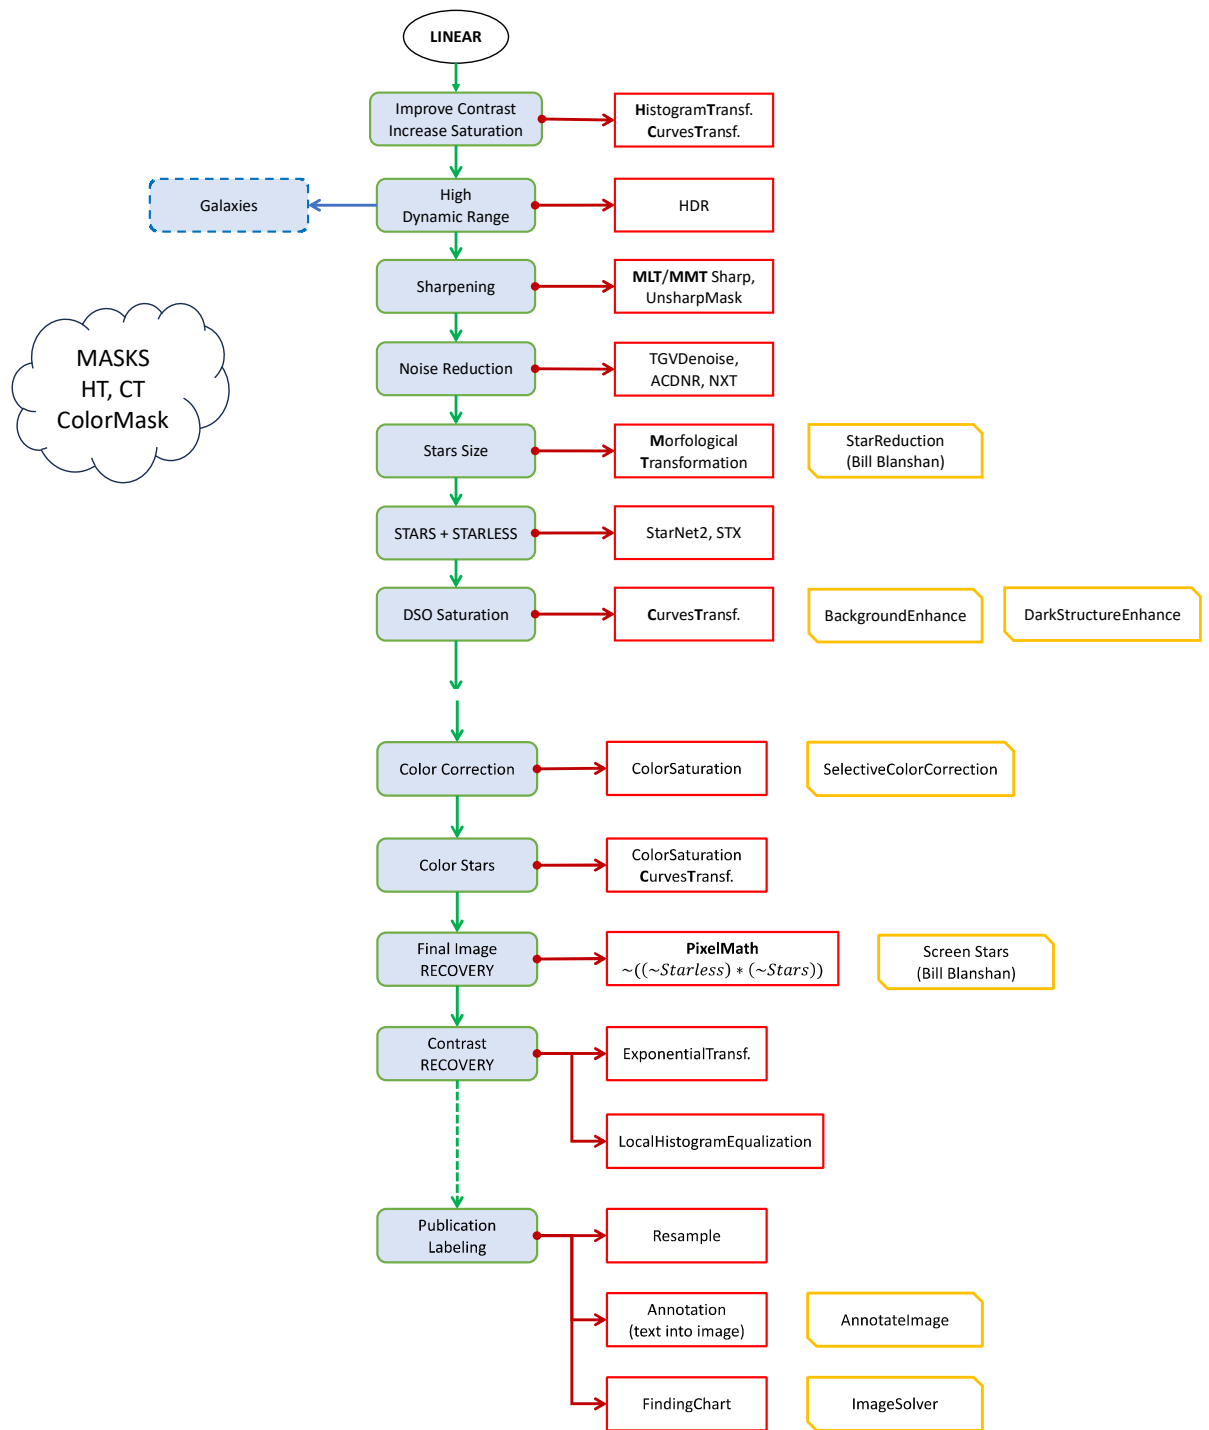 LINEAR
Improve Contrast
Increase Saturation
HistogramTransf.
CurvesTransf.
Galaxies
High
Dynamic Range
HDR
Sharpening
MLT/MMT Sharp,
UnsharpMask
MASKS
HT, CT
ColorMask
Noise Reduction
TGVDenoise,
ACDNR, NXT
Stars Size
Morfological
Transformation
StarReduction
(Bill Blanshan)
STARS + STARLESS
StarNet2, STX
DSO Saturation
CurvesTransf.
BackgroundEnhance
DarkStructureEnhance
Color Correction
ColorSaturation
SelectiveColorCorrection
Color Stars
ColorSaturation
CurvesTransf.
Final Image
RECOVERY
PixelMath
~((~Starless) ∗ (~Stars))
Screen Stars
(Bill Blanshan)
Contrast
RECOVERY
ExponentialTransf.
LocalHistogramEqualization
Publication
Labeling
Resample
Annotation
(text into image)
AnnotateImage
FindingChart
ImageSolver